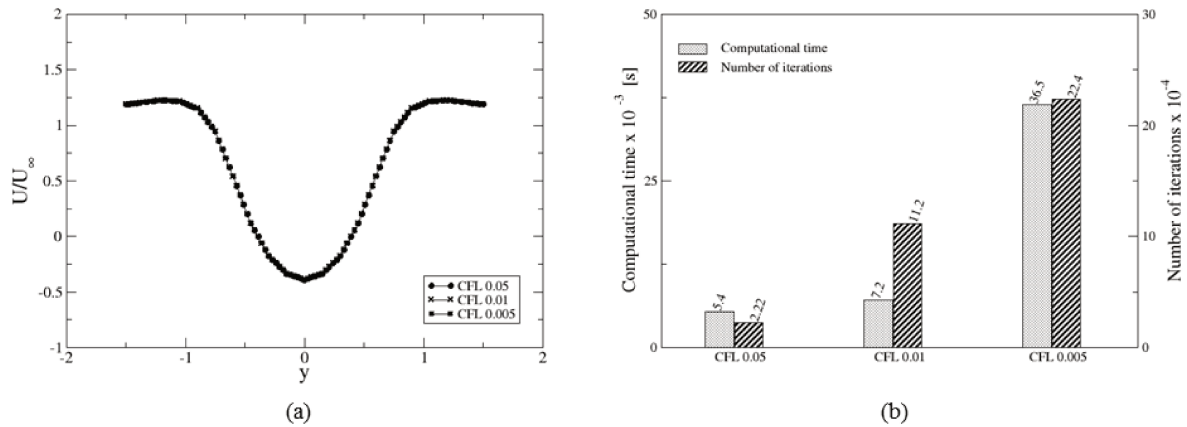 2
1.5
1
0.5
0
-0.5
-1
-2
-1
0
1
2
U/U∞
y
CFL 0.05
CFL 0.01
CFL 0.005
(a)
50
25
0
Computational time x 10⁻³ [s]
Computational time
Number of iterations
5.4
2.22
7.2
11.2
36.5
22.4
CFL 0.05
CFL 0.01
CFL 0.005
30
20
10
0
Number of iterations x 10⁻⁴
(b)